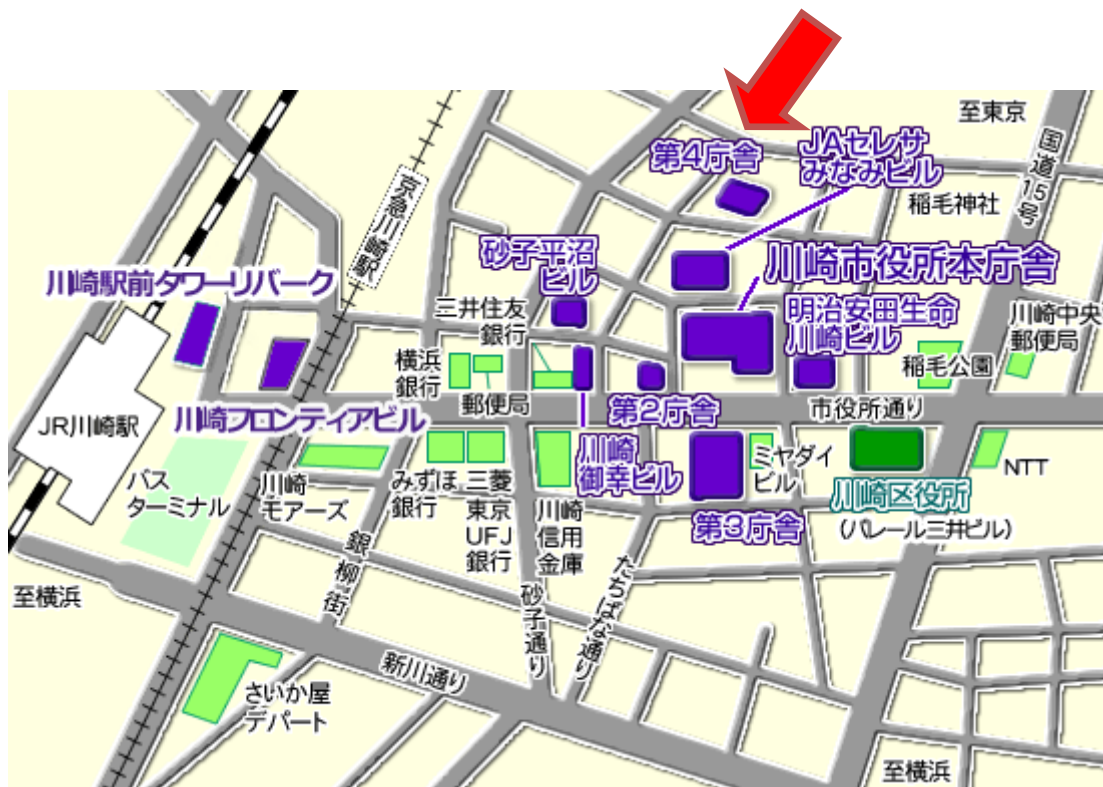 至東京
国道15号
第4庁舎
JAセレサ
みなみビル
稲毛神社
京急川崎駅
砂子平沼
ビル
川崎市役所本庁舎
川崎駅前タワーリバーク
三井住友
銀行
明治安田生命
川崎ビル
川崎中央
郵便局
横浜
銀行
稲毛公園
郵便局
第2庁舎
市役所通り
JR川崎駅
川崎フロンティアビル
川崎
御幸ビル
ミヤダイ
ビル
NTT
バス
ターミナル
川崎
モアーズ
みずほ
銀行
三菱
東京
UFJ
銀行
川崎
信用
金庫
第3庁舎
川崎区役所
(パレール三井ビル)
銀柳街
砂子通り
たちばな通り
至横浜
新川通り
さいか屋
デパート
至横浜